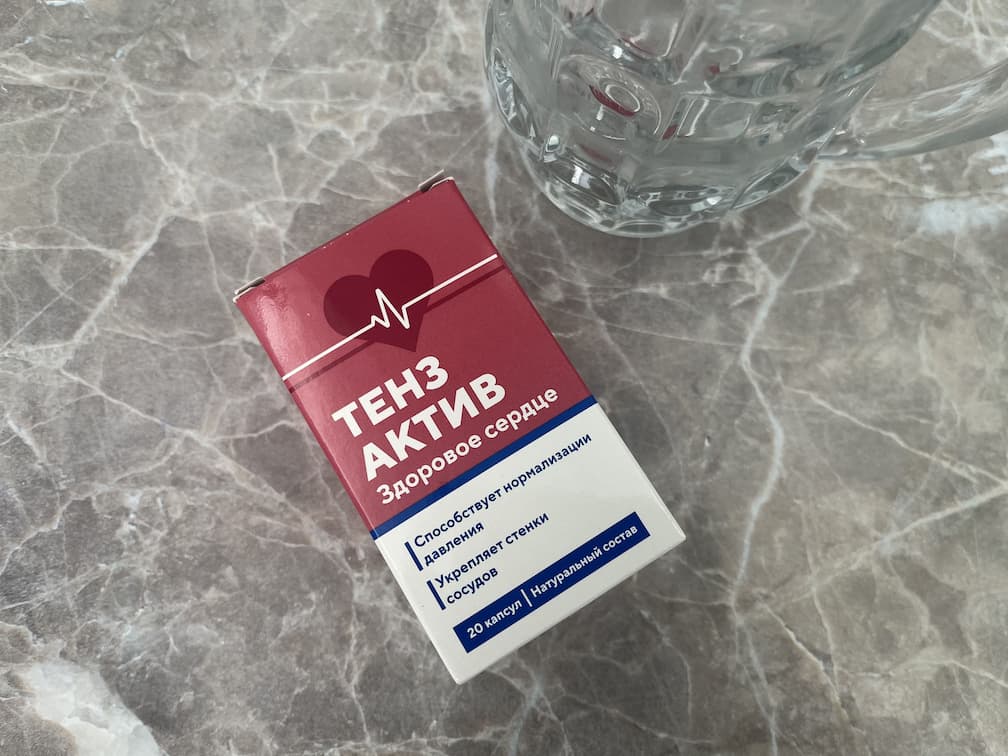 ТЕНЗ
АКТИВ
Здоровое сердце
Способствует нормализации
давления
Укрепляет стенки
сосудов
20 капсул | Натуральный состав